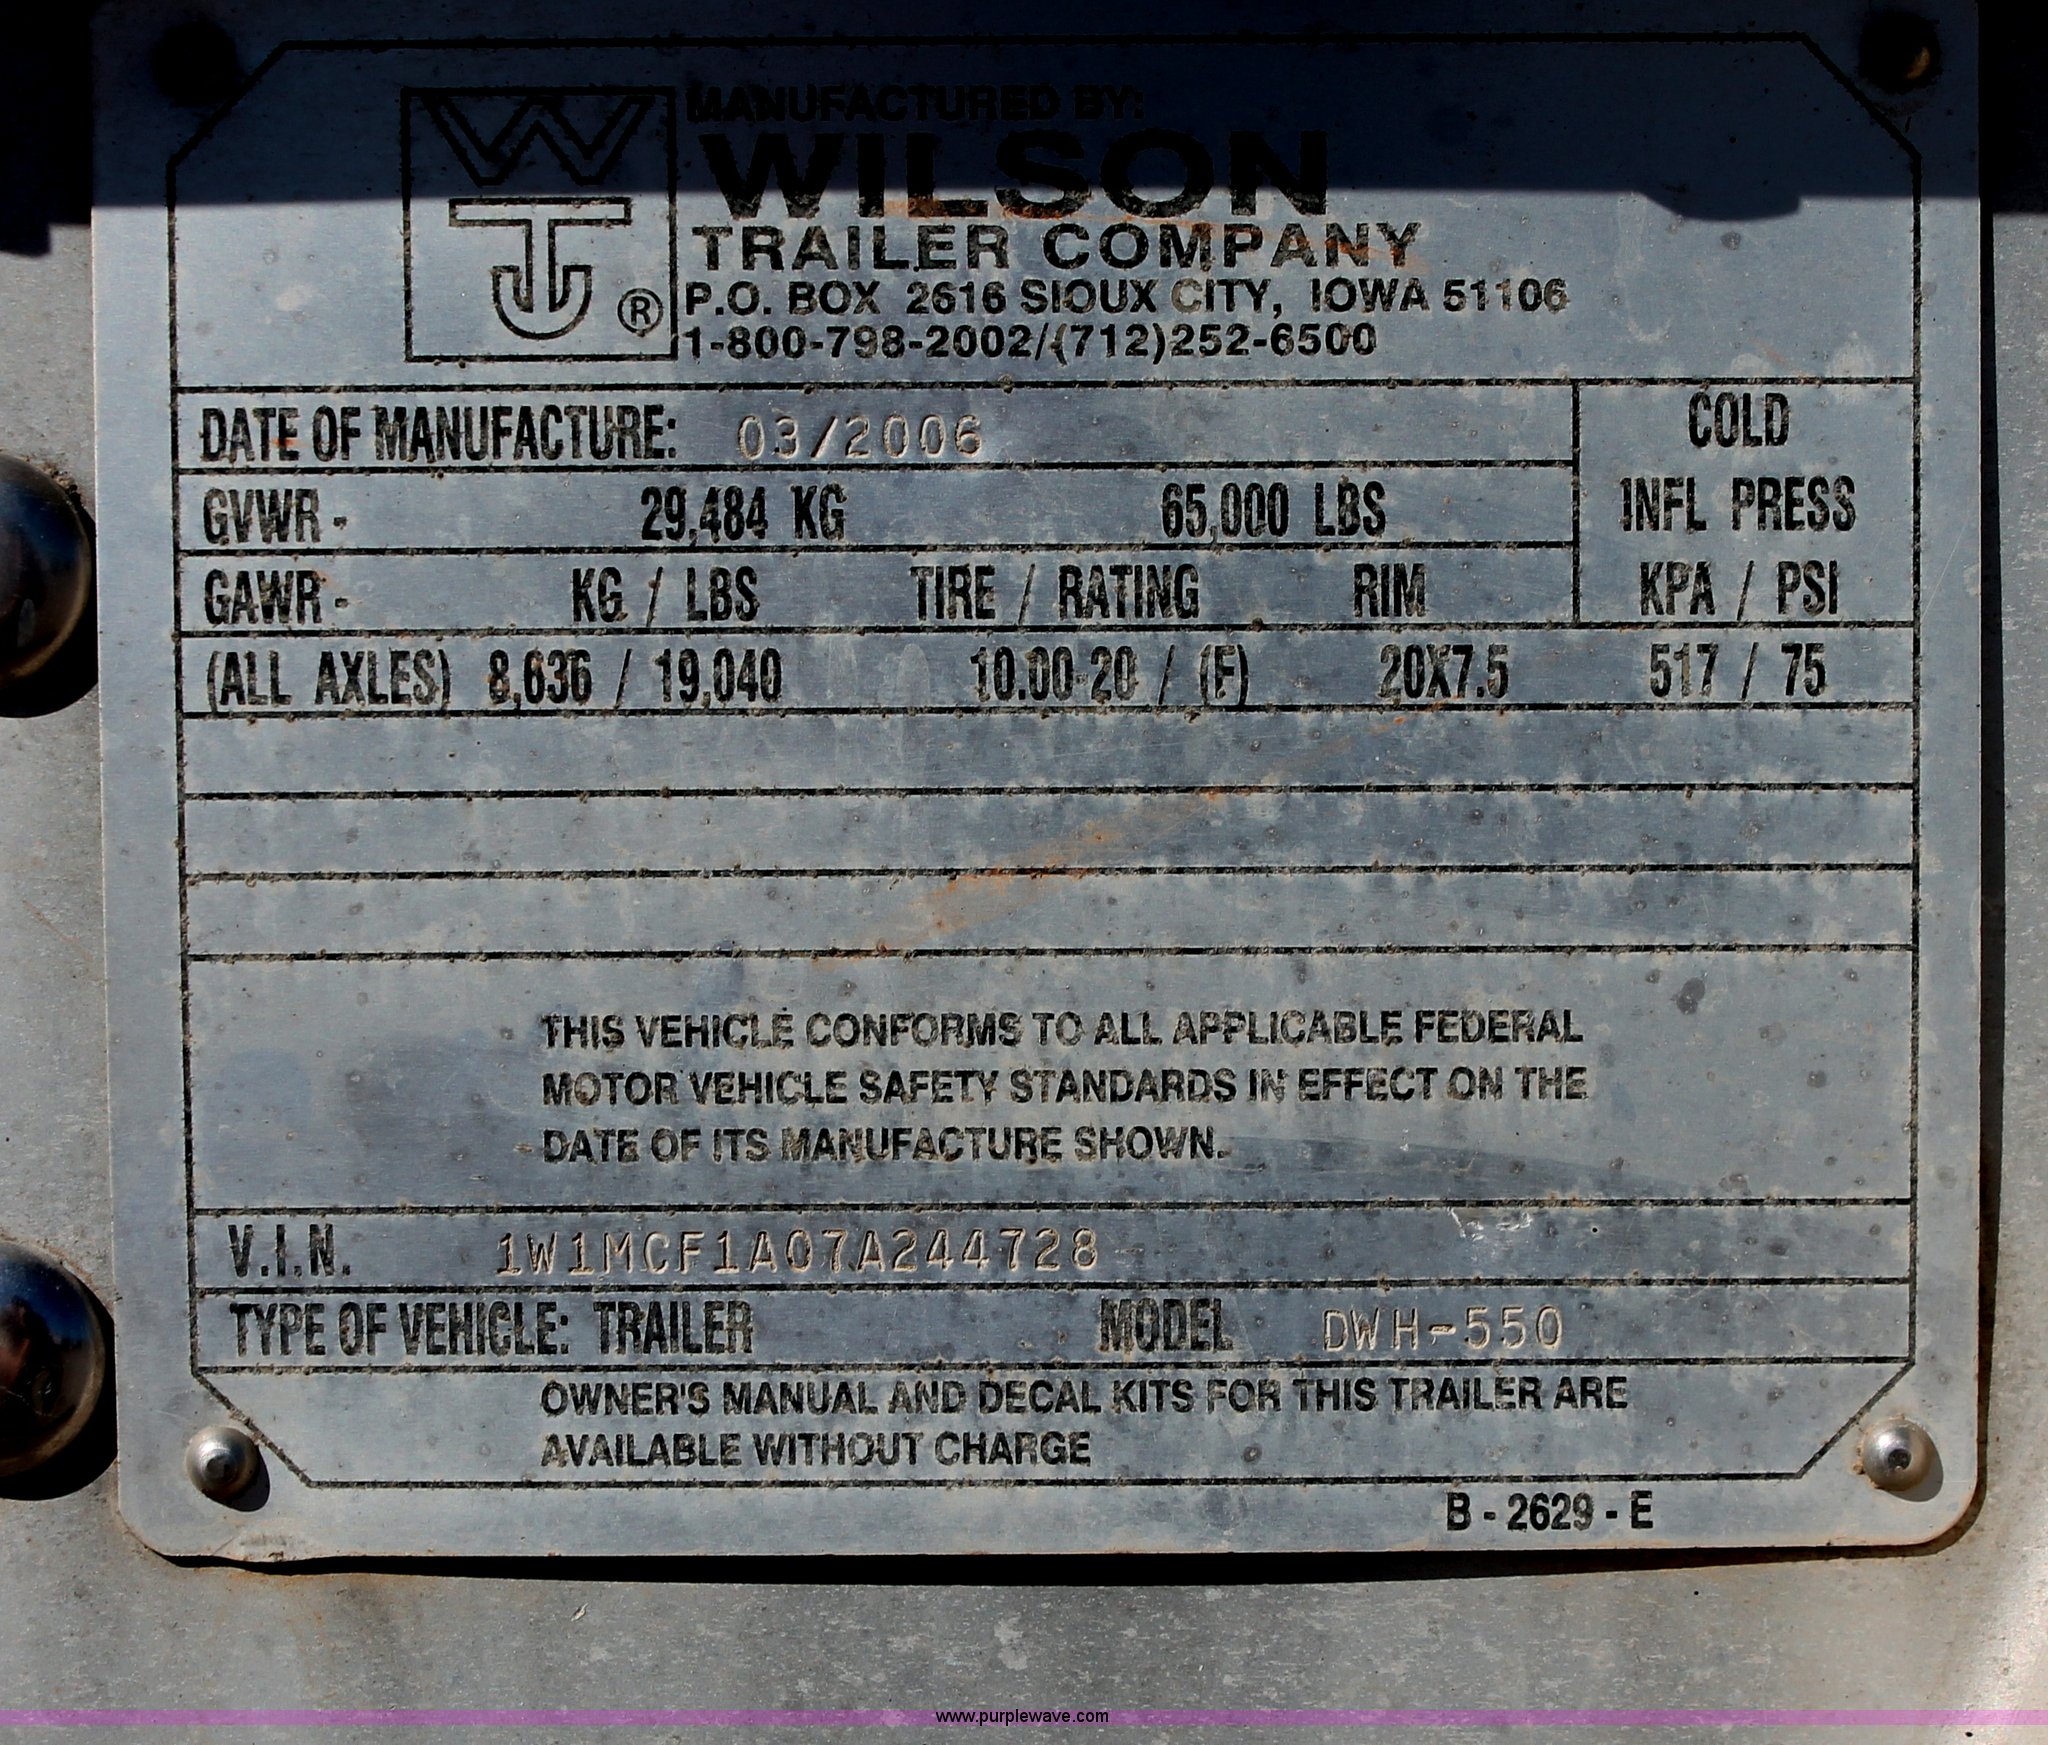 MANUFACTURED BY:
WILSON
TRAILER COMPANY
P.O. BOX 2616 SIOUX CITY, IOWA 51106
1-800-798-2002/(712)252-6500
WTJ ®
DATE OF MANUFACTURE: 03/2006
COLD
INFL PRESS
KPA / PSI
GVWR - 29,484 KG 65,000 LBS
GAWR - KG / LBS TIRE / RATING RIM
(ALL AXLES) 8,636 / 19,040 10.00-20 / (F) 20X7.5 517 / 75
THIS VEHICLE CONFORMS TO ALL APPLICABLE FEDERAL
MOTOR VEHICLE SAFETY STANDARDS IN EFFECT ON THE
DATE OF ITS MANUFACTURE SHOWN.
V.I.N. 1W1MCF1A07A244728
TYPE OF VEHICLE: TRAILER MODEL DWH-550
OWNER'S MANUAL AND DECAL KITS FOR THIS TRAILER ARE
AVAILABLE WITHOUT CHARGE
B - 2629 - E
www.purplewave.com